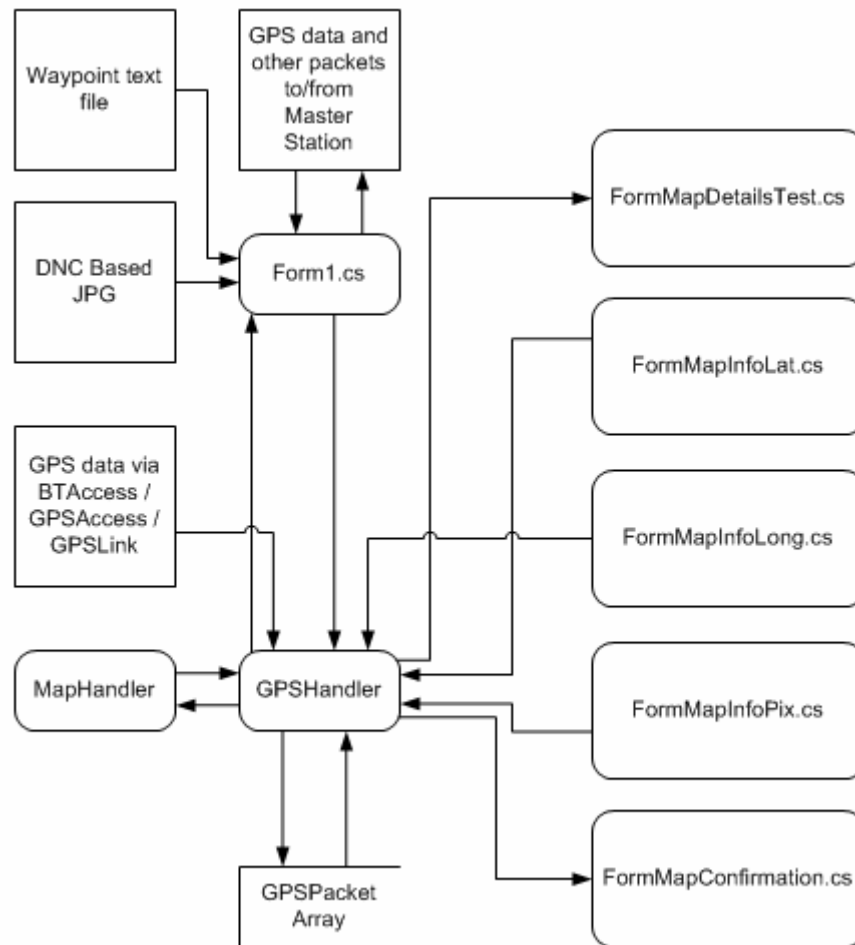 Waypoint text
file
GPS data and
other packets
to/from
Master
Station
FormMapDetailsTest.cs
DNC Based
JPG
Form1.cs
FormMapInfoLat.cs
GPS data via
BTAccess /
GPSAccess /
GPSLink
FormMapInfoLong.cs
MapHandler
GPSHandler
FormMapInfoPix.cs
GPSPacket
Array
FormMapConfirmation.cs